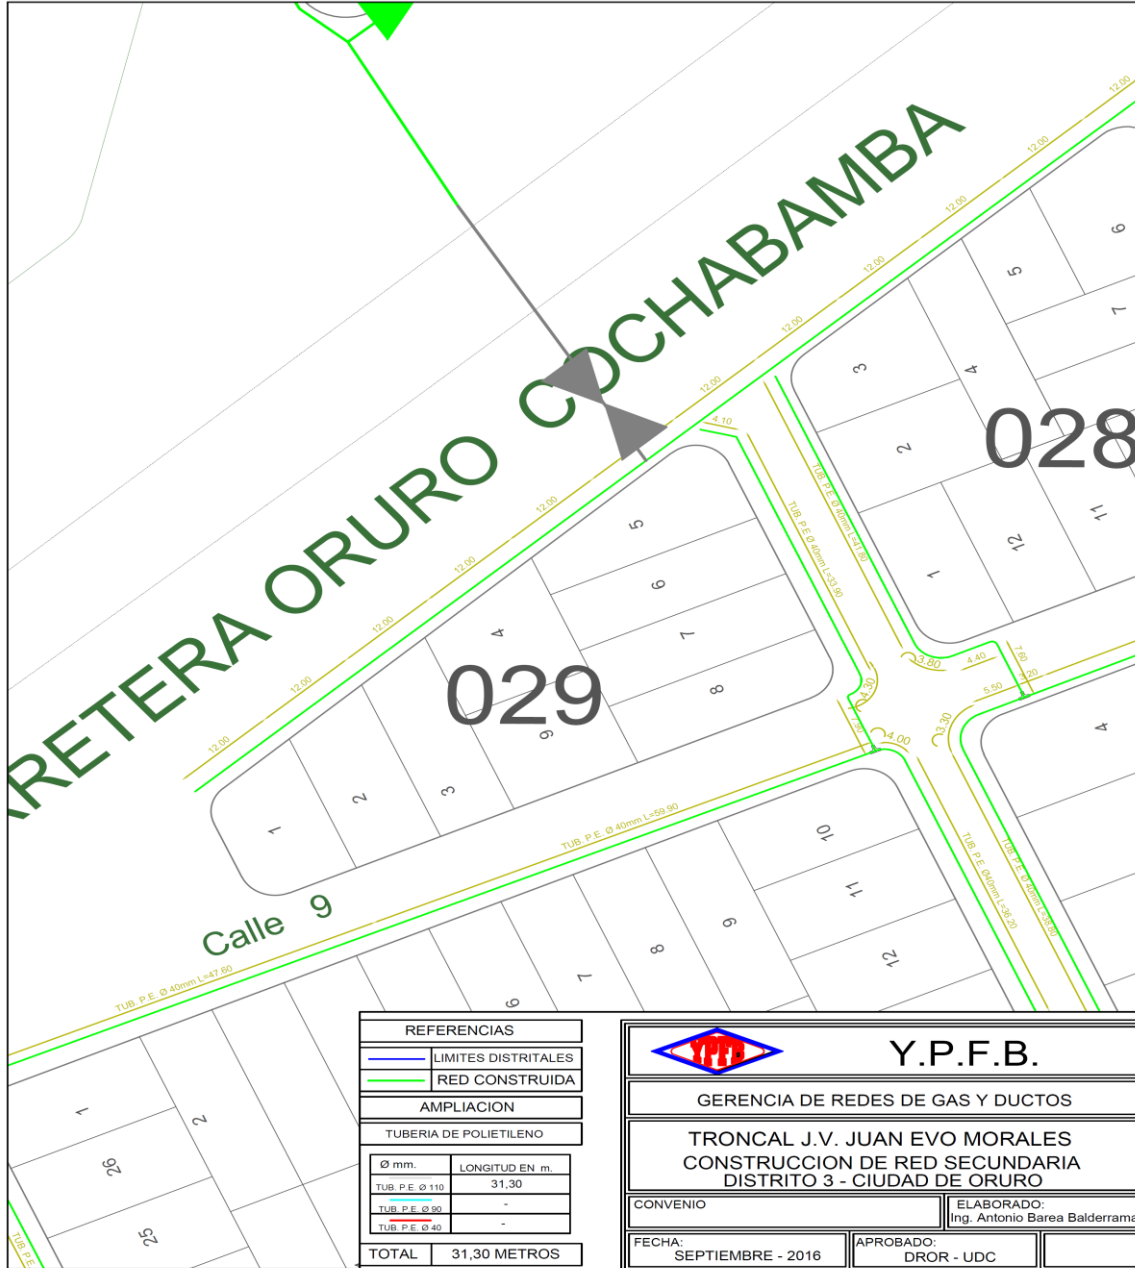 12.00
12.00
12.00
12.00
12.00
12.00
12.00
12.00
12.00
12.00
12.00
CARRETERA ORURO COCHABAMBA
6
5
7
3
4
2
028
11
12
1
4.10
TUB. P.E. Ø 40mm L=41.80
TUB. P.E.Ø 40mm L=33.90
5
6
7
8
4
029
9
3
2
1
3.80
4.40
7.60
5.50
4.30
4.00
3.30
4
TUB. P.E. Ø 40mm L=59.90
Calle 9
TUB. P.E. Ø 40mm L=47.60
10
11
12
9
8
7
6
TUB. P.E. Ø40mm L=36.20
TUB. P.E. Ø 40mm L=38.80
1
2
26
25
TUB. P.E.
REFERENCIAS
LIMITES DISTRITALES
RED CONSTRUIDA
AMPLIACION
TUBERIA DE POLIETILENO
Ø mm. LONGITUD EN m.
TUB. P.E. Ø 110 31,30
TUB. P.E. Ø 90 -
TUB. P.E. Ø 40 -
TOTAL 31,30 METROS
YPFB
Y.P.F.B.
GERENCIA DE REDES DE GAS Y DUCTOS
TRONCAL J.V. JUAN EVO MORALES
CONSTRUCCION DE RED SECUNDARIA
DISTRITO 3 - CIUDAD DE ORURO
CONVENIO
ELABORADO:
Ing. Antonio Barea Balderrama
FECHA:
SEPTIEMBRE - 2016
APROBADO:
DROR - UDC